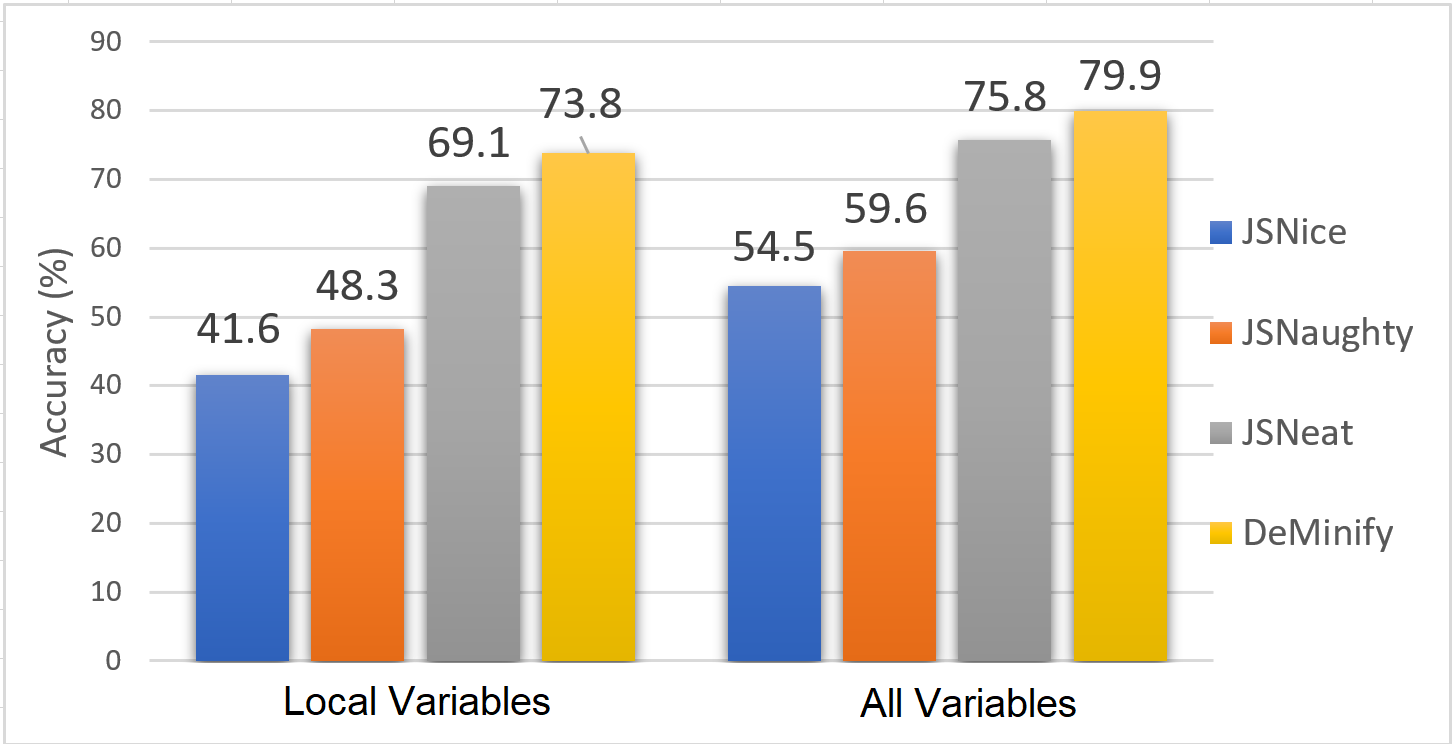 90
80
70
60
50
40
30
20
10
0
Accuracy (%)
41.6
48.3
69.1
73.8
54.5
59.6
75.8
79.9
Local Variables
All Variables
JSNice
JSNaughty
JSNeat
DeMinify